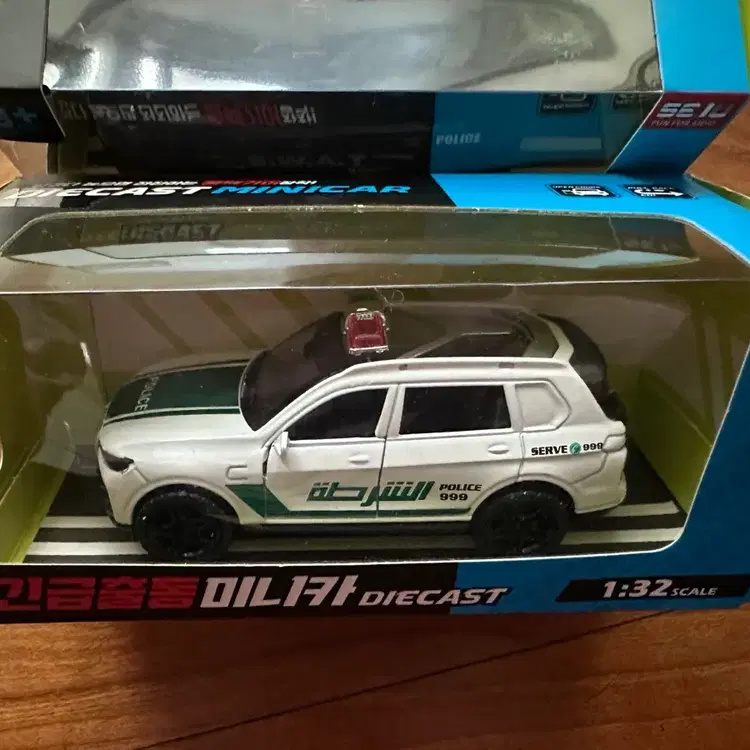 POLICE
DIECAST MINICAR
DIECAST
POLICE
SERVE 999
الشرطة POLICE
999
긴급출동 미니카 DIECAST 1:32 SCALE